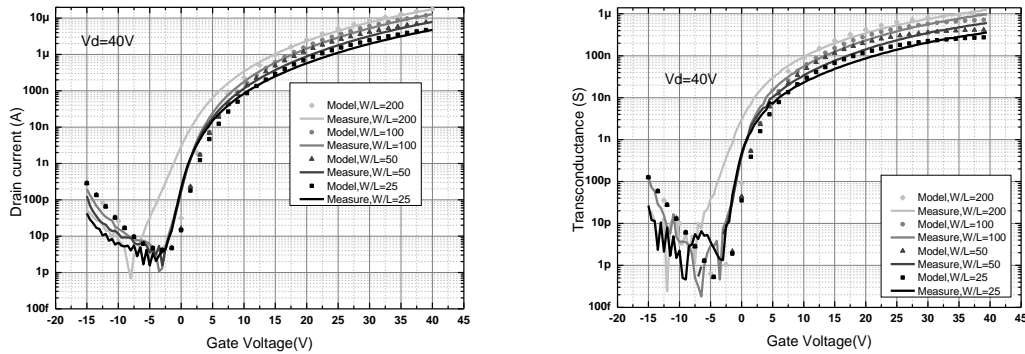 10µ
1µ
100n
10n
1n
100p
10p
1p
100f
Drain current (A)
Vd=40V
Model,W/L=200
Measure,W/L=200
Model,W/L=100
Measure,W/L=100
Model,W/L=50
Measure,W/L=50
Model,W/L=25
Measure,W/L=25
-20 -15 -10 -5 0 5 10 15 20 25 30 35 40 45
Gate Voltage(V)
1µ
100n
10n
1n
100p
10p
1p
100f
Transconductance (S)
Vd=40V
Model,W/L=200
Measure,W/L=200
Model,W/L=100
Measure,W/L=100
Model,W/L=50
Measure,W/L=50
Model,W/L=25
Measure,W/L=25
-20 -15 -10 -5 0 5 10 15 20 25 30 35 40 45
Gate Voltage(V)